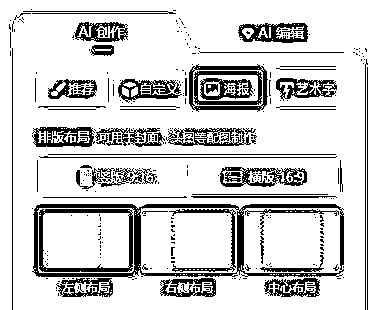 AI 创作
AI 编辑
推荐
自定义
海报
艺术字
排版布局 可用于封面、头图等配图制作
竖版 9:16
横版 16:9
左侧布局
右侧布局
中心布局